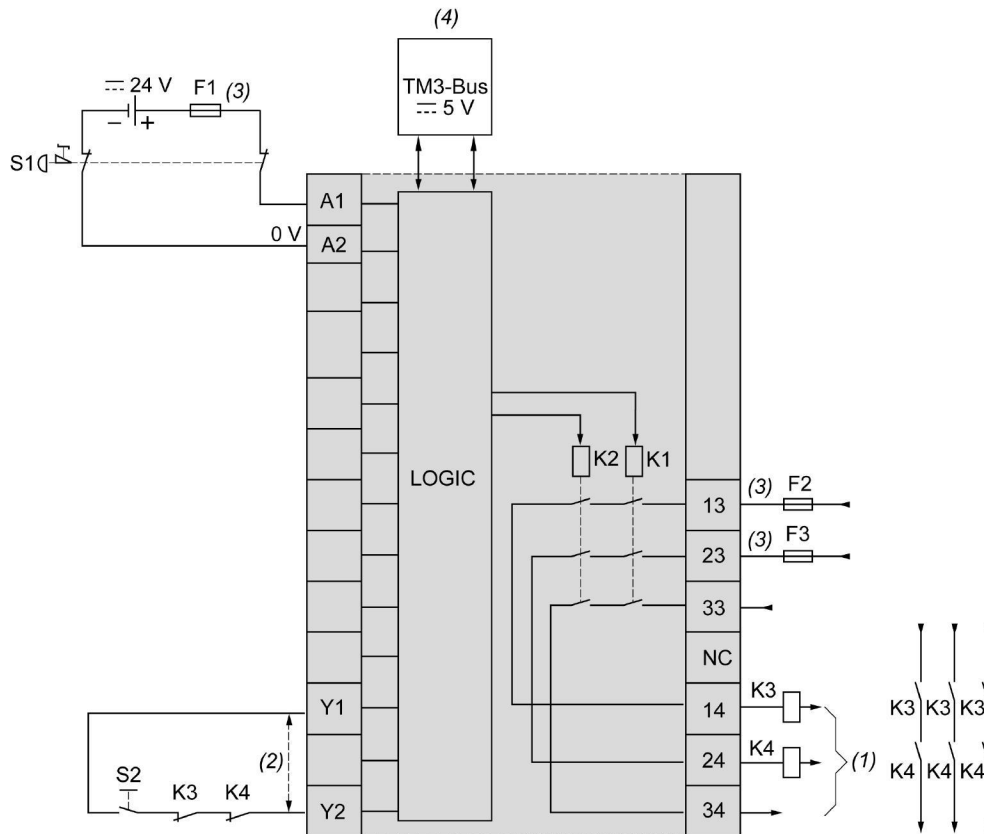 (4)
24 V
F1
(3)
TM3-Bus
5 V
S1
A1
0 V
A2
K2
K1
LOGIC
13
(3)
F2
23
(3)
F3
33
NC
Y1
14
K3
K3 K3 K3
(2)
24
K4
(1)
K4 K4 K4
S2
K3
K4
Y2
34